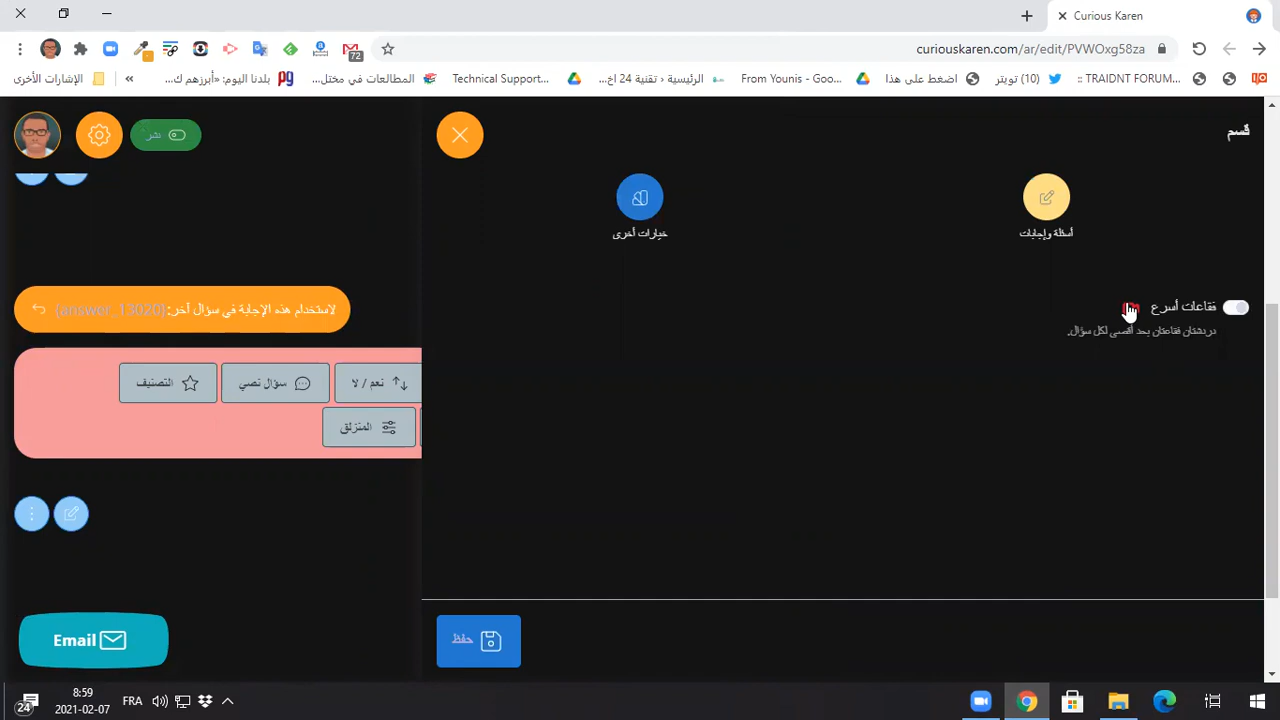 Curious Karen
curiouskaren.com/ar/edit/PVWOxg58za
72
TRAIDNT FORUM... ::
(10) تويتر
اضغط على هذا
From Younis – Goo...
الرئيسية › تقنية 24 اخ...
Technical Support...
المطالعات في مختل...
بلدنا اليوم: «أبرزهم ك...
»
الإشارات الأخرى
قسم
نشر
أسئلة وإجابات
خيارات أخرى
فقاعات أسرع
دردشتان فقاعتان بحد أقصى لكل سؤال.
لاستخدام هذه الإجابة في سؤال آخر: {answer_13020}
نعم / لا
سؤال نصي
التصنيف
المنزلق
Email
حفظ
8:59
FRA
2021-02-07
24